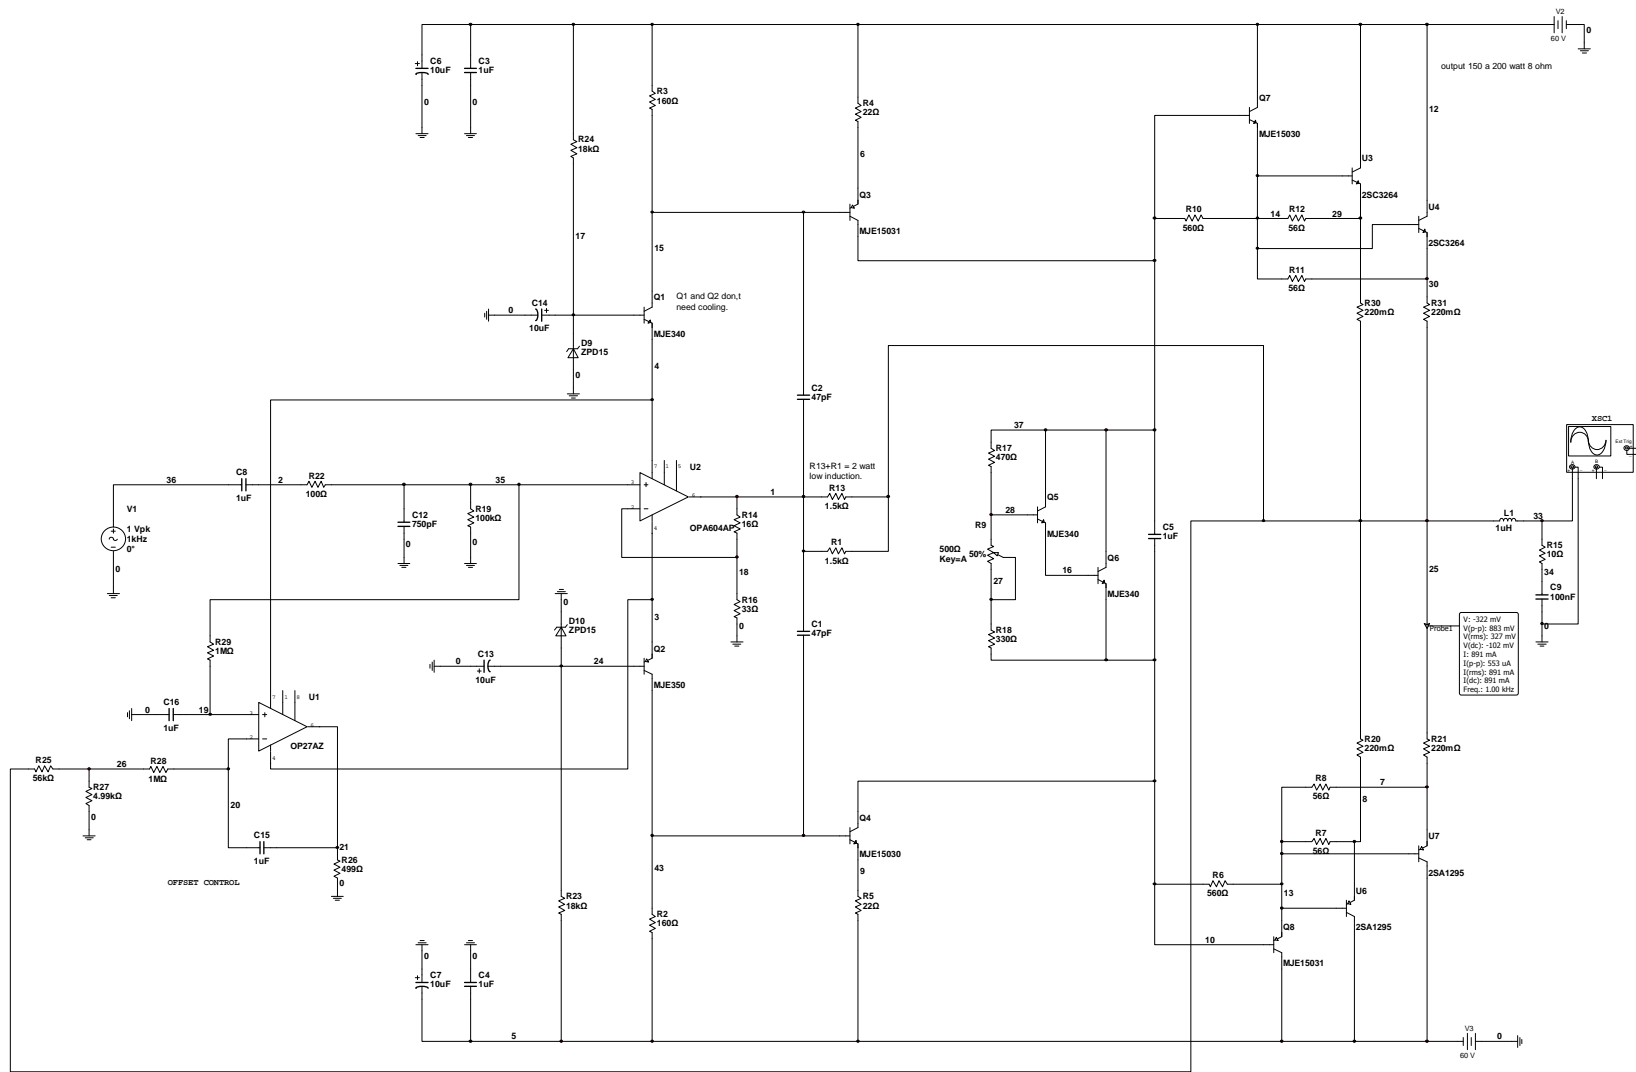 V2
60 V
0
output 150 a 200 watt 8 ohm
C6
10uF
0
C3
1uF
0
R3
160Ω
R4
22Ω
6
Q7
MJE15030
12
R24
18kΩ
17
Q3
MJE15031
U3
2SC3264
R10
560Ω
14
R12
56Ω
29
U4
2SC3264
R11
56Ω
30
15
Q1
Q1 and Q2 don,t
need cooling.
MJE340
0
C14
10uF
D9
ZPD15
0
4
R30
220mΩ
R31
220mΩ
C2
47pF
XSC1
Ext Trig
37
R17
470Ω
36
C8
1uF
2
R22
100Ω
35
U2
OPA604AP
R13+R1 = 2 watt
low induction.
R13
1.5kΩ
1
V1
1 Vpk
1kHz
0°
0
C12
750pF
0
R19
100kΩ
0
R14
16Ω
R1
1.5kΩ
28
Q5
MJE340
R9
500Ω
Key=A
50%
27
16
Q6
MJE340
C5
1uF
L1
1uH
33
R15
10Ω
34
C9
100nF
0
25
18
R16
33Ω
0
0
D10
ZPD15
3
C1
47pF
R18
330Ω
Probe1
V: -322 mV
V(p-p): 883 mV
V(rms): 327 mV
V(dc): -102 mV
I: 891 mA
I(p-p): 553 uA
I(rms): 891 mA
I(dc): 891 mA
Freq.: 1.00 kHz
R29
1MΩ
0
C13
10uF
24
Q2
MJE350
0
C16
1uF
19
U1
OP27AZ
R25
56kΩ
26
R28
1MΩ
R27
4.99kΩ
0
20
C15
1uF
21
R26
499Ω
0
OFFSET CONTROL
R20
220mΩ
R21
220mΩ
R8
56Ω
7
8
R7
56Ω
U7
2SA1295
Q4
MJE15030
9
R5
22Ω
43
R23
18kΩ
R2
160Ω
R6
560Ω
13
U6
2SA1295
10
Q8
MJE15031
0
C7
10uF
0
C4
1uF
5
V3
60 V
0